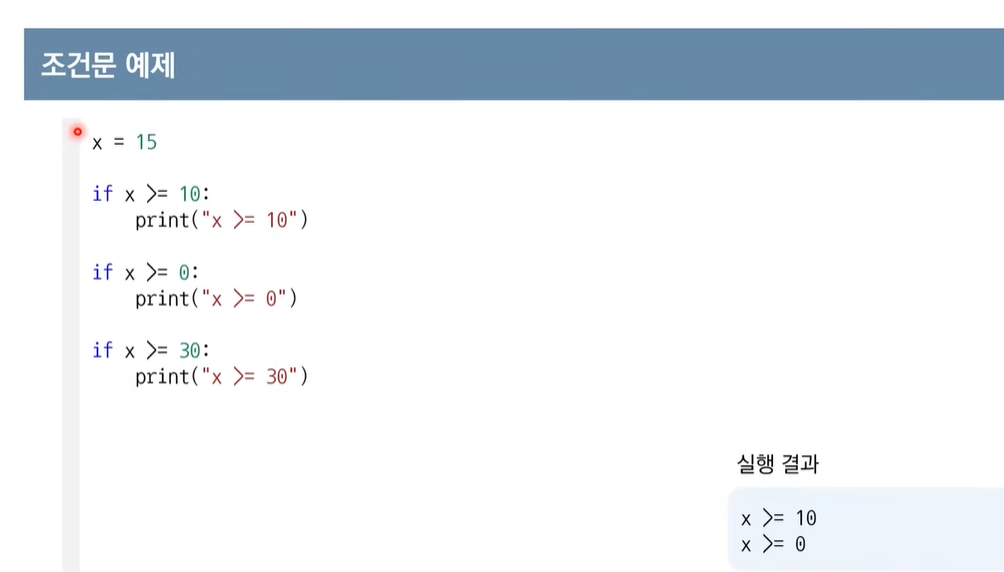 조건문 예제
x = 15
if x >= 10:
    print("x >= 10")
if x >= 0:
    print("x >= 0")
if x >= 30:
    print("x >= 30")
실행 결과
x >= 10
x >= 0